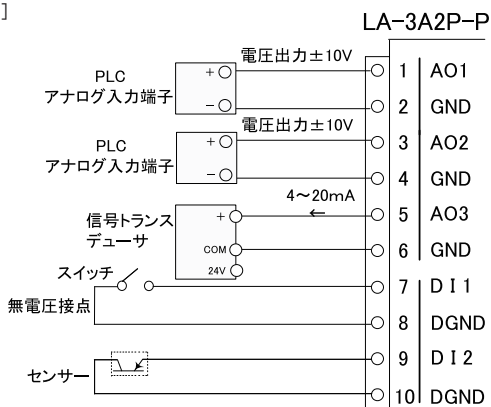 ]
LA-3A2P-P
電圧出力±10V
PLC
アナログ入力端子
+
-
1 AO1
2 GND
電圧出力±10V
PLC
アナログ入力端子
+
-
3 AO2
4 GND
4～20mA
←
信号トランス
デューサ
+
COM
24V
5 AO3
6 GND
スイッチ
無電圧接点
7 DI1
8 DGND
センサー
9 DI2
10 DGND